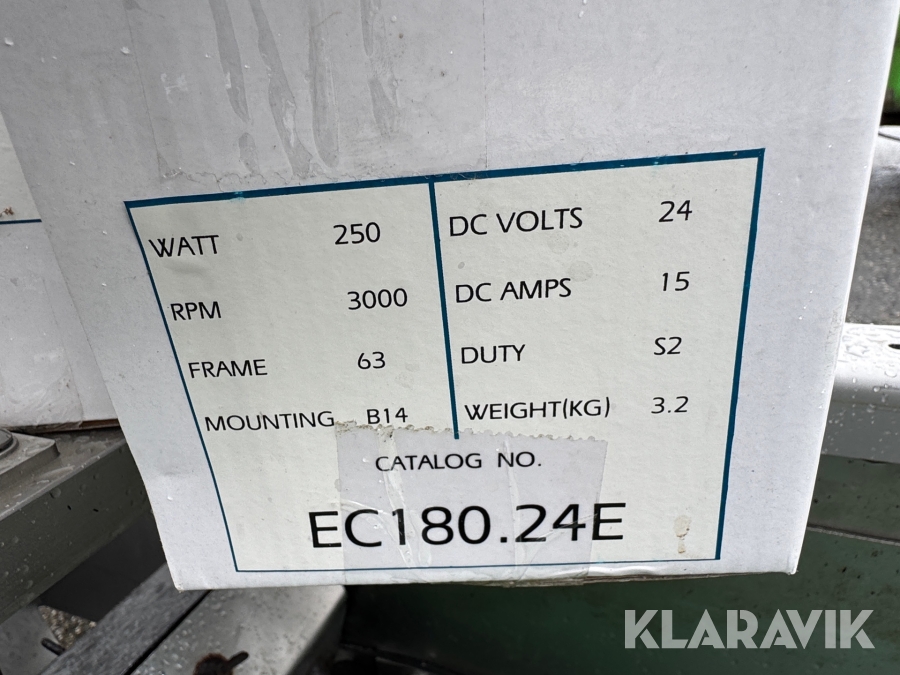 WATT 250
RPM 3000
FRAME 63
MOUNTING B14
DC VOLTS 24
DC AMPS 15
DUTY S2
WEIGHT(KG) 3.2
CATALOG NO.
EC180.24E
KLARAVIK